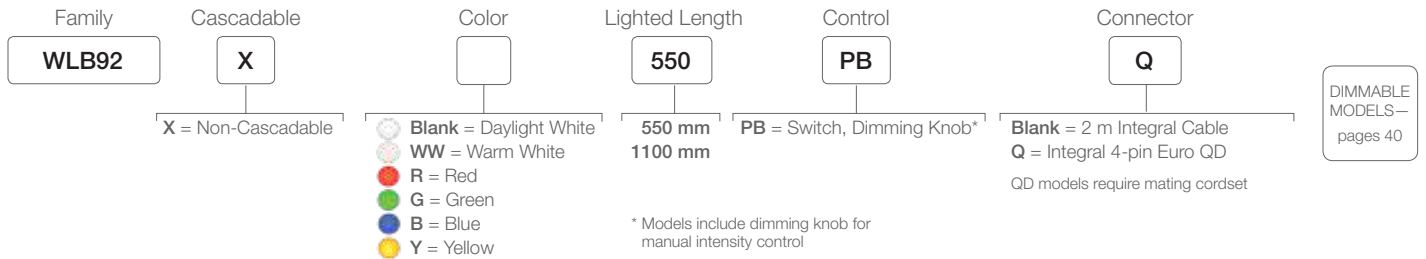 Family Cascadable Color Lighted Length Control Connector
WLB92 X 550 PB Q
DIMMABLE
MODELS—
pages 40
X = Non-Cascadable
Blank = Daylight White
WW = Warm White
R = Red
G = Green
B = Blue
Y = Yellow
550 mm
1100 mm
PB = Switch, Dimming Knob*
* Models include dimming knob for
manual intensity control
Blank = 2 m Integral Cable
Q = Integral 4-pin Euro QD
QD models require mating cordset